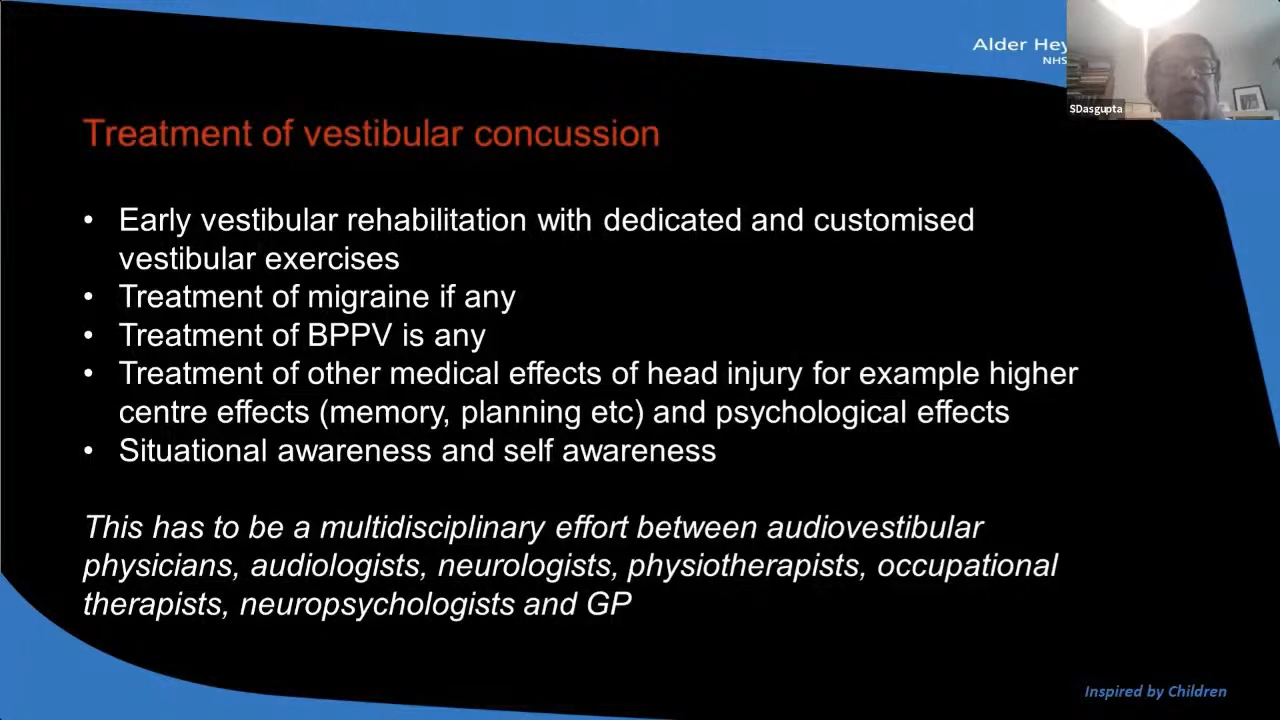 Alder Hey
NHS
SDasgupta
Treatment of vestibular concussion
• Early vestibular rehabilitation with dedicated and customised
vestibular exercises
• Treatment of migraine if any
• Treatment of BPPV is any
• Treatment of other medical effects of head injury for example higher
centre effects (memory, planning etc) and psychological effects
• Situational awareness and self awareness
This has to be a multidisciplinary effort between audiovestibular
physicians, audiologists, neurologists, physiotherapists, occupational
therapists, neuropsychologists and GP
Inspired by Children